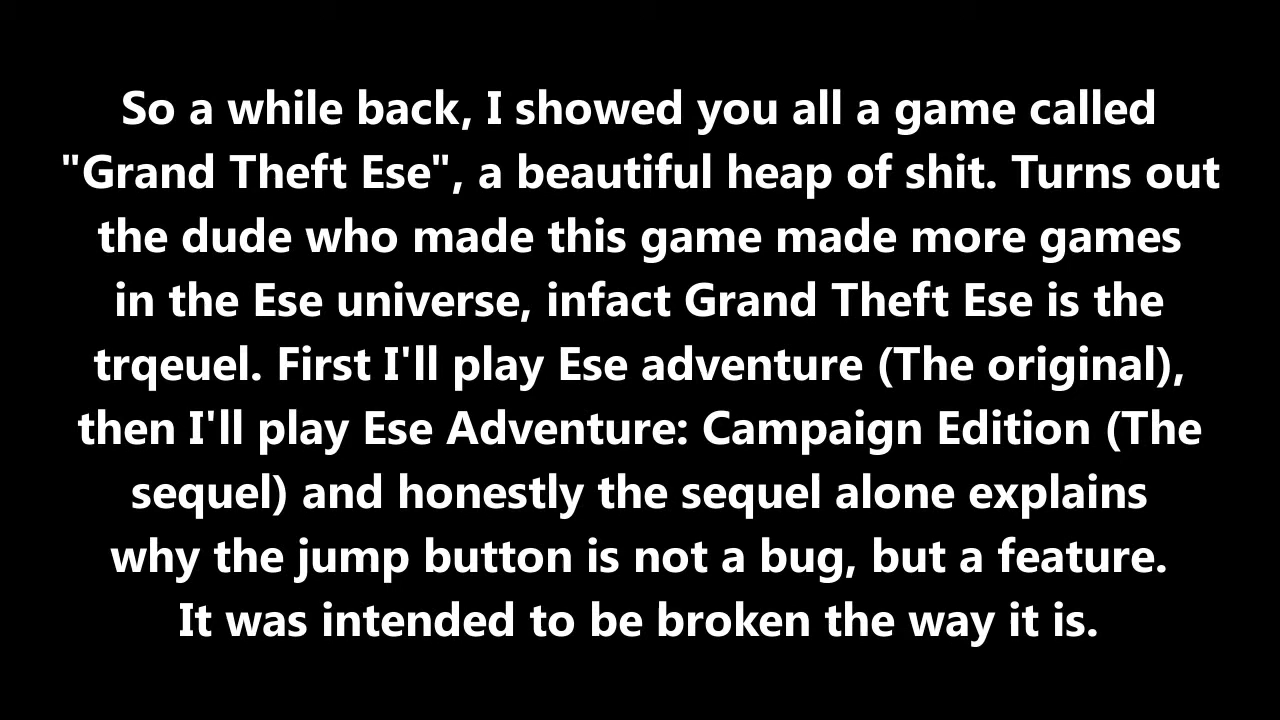 So a while back, I showed you all a game called
"Grand Theft Ese", a beautiful heap of shit. Turns out
the dude who made this game made more games
in the Ese universe, infact Grand Theft Ese is the
trqeuel. First I'll play Ese adventure (The original),
then I'll play Ese Adventure: Campaign Edition (The
sequel) and honestly the sequel alone explains
why the jump button is not a bug, but a feature.
It was intended to be broken the way it is.